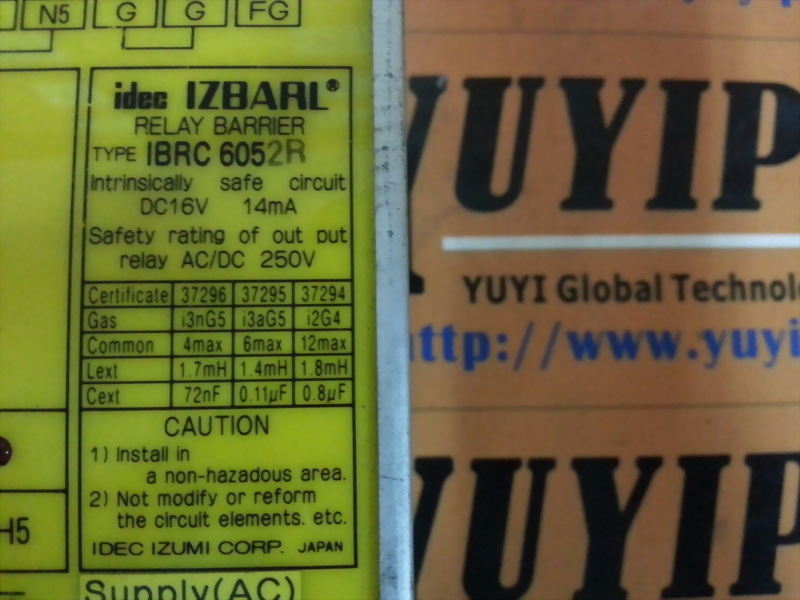 N5 G G FG
idec IZBARL®
RELAY BARRIER
TYPE IBRC 6052R
Intrinsically safe circuit
DC16V 14mA
Safety rating of out put
relay AC/DC 250V
Certificate 37296 37295 37294
Gas i3nG5 i3aG5 i2G4
Common 4max 6max 12max
Lext 1.7mH 1.4mH 1.8mH
Cext 72nF 0.11μF 0.8μF
CAUTION
1) Install in
a non-hazadous area.
2) Not modify or reform
the circuit elements. etc.
IDEC IZUMI CORP. JAPAN
H5
Supply(AC)
YUYIP
YUYI Global Technolo
ttp://www.yuyi
YUYIP